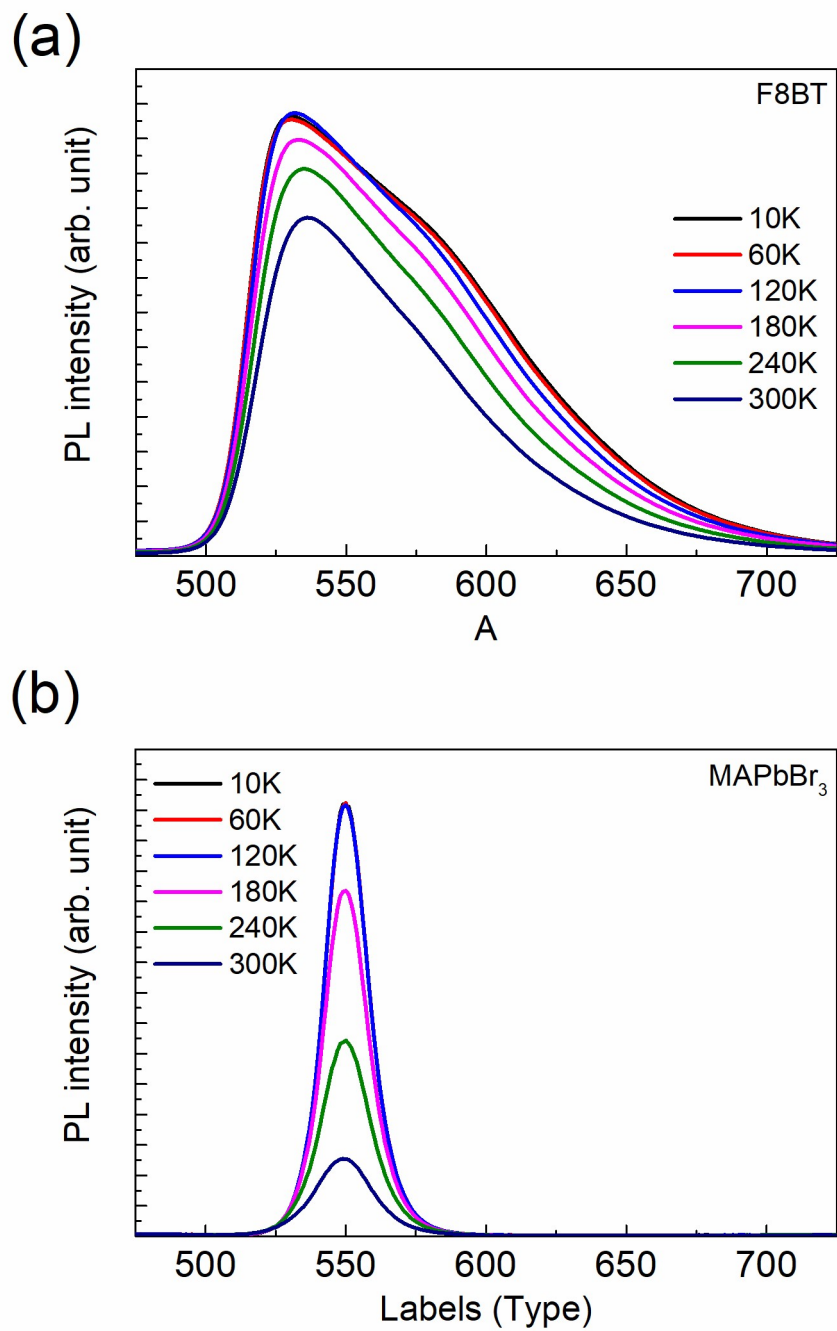 (a)
F8BT
PL intensity (arb. unit)
10K
60K
120K
180K
240K
300K
500 550 600 650 700
A
(b)
MAPbBr₃
PL intensity (arb. unit)
10K
60K
120K
180K
240K
300K
500 550 600 650 700
Labels (Type)